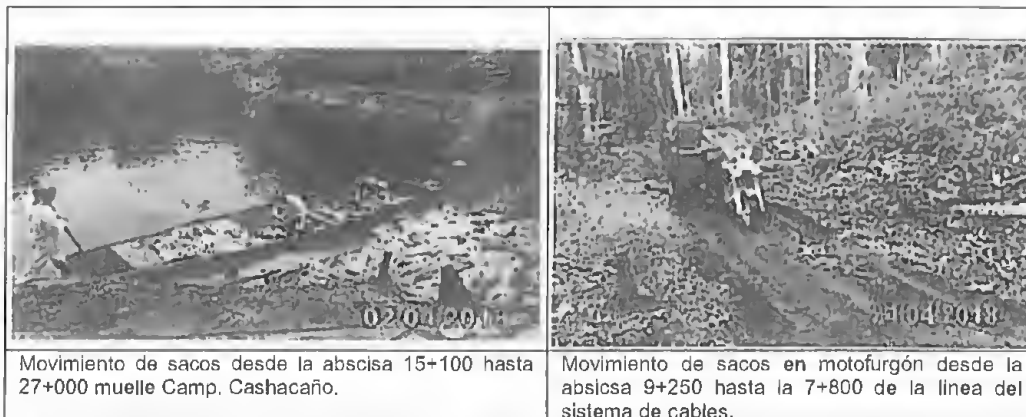 Movimiento de sacos desde la abscisa 15+100 hasta
27+000 muelle Camp. Cashacaño.
Movimiento de sacos en motofurgón desde la
absicsa 9+250 hasta la 7+800 de la linea del
sistema de cables.